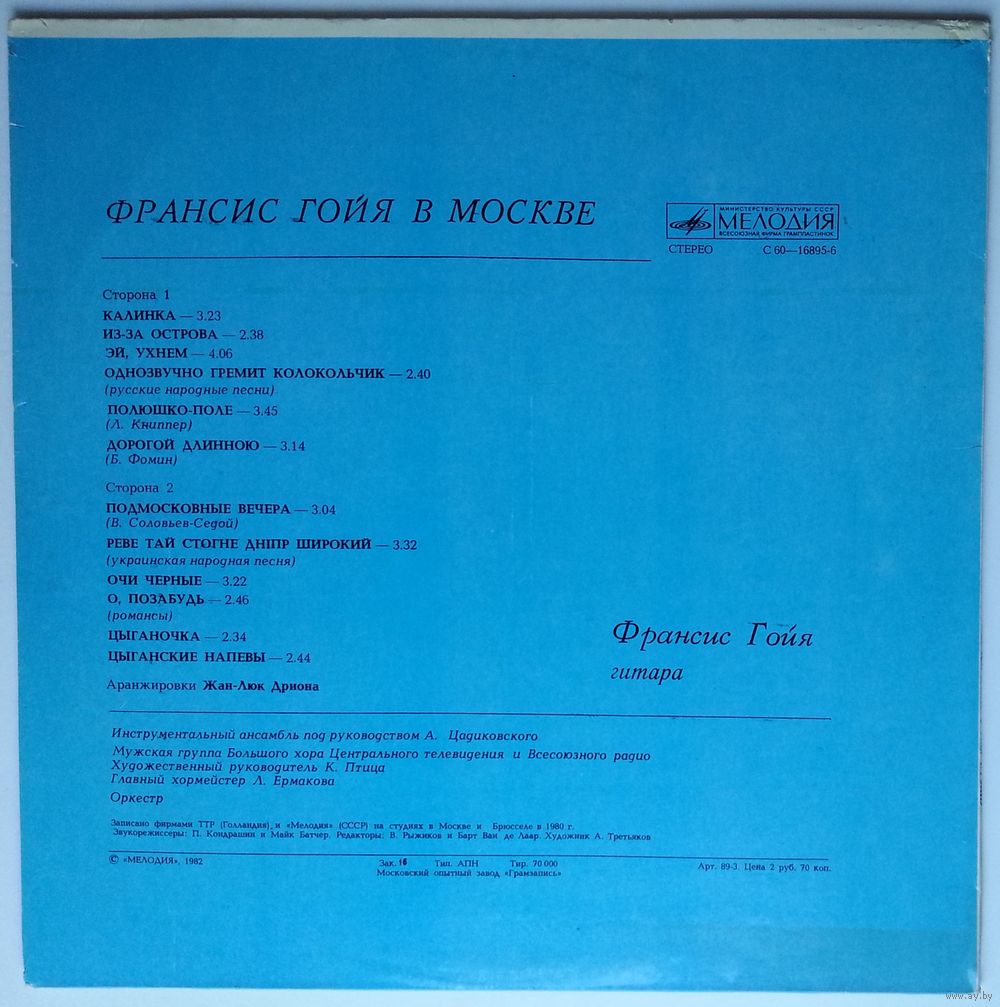 ФРАНСИС ГОЙЯ В МОСКВЕ
МИНИСТЕРСТВО КУЛЬТУРЫ СССР
МЕЛОДИЯ
ВСЕСОЮЗНАЯ ФИРМА ГРАМПЛАСТИНОК
СТЕРЕО С 60—16895-6
Сторона 1
КАЛИНКА — 3.23
ИЗ-ЗА ОСТРОВА — 2.38
ЭЙ, УХНЕМ — 4.06
ОДНОЗВУЧНО ГРЕМИТ КОЛОКОЛЬЧИК — 2.40
(русские народные песни)
ПОЛЮШКО-ПОЛЕ — 3.45
(Л. Книппер)
ДОРОГОЙ ДЛИННОЮ — 3.14
(Б. Фомин)
Сторона 2
ПОДМОСКОВНЫЕ ВЕЧЕРА — 3.04
(В. Соловьев-Седой)
РЕВЕ ТАЙ СТОГНЕ ДНІПР ШИРОКИЙ — 3.32
(украинская народная песня)
ОЧИ ЧЕРНЫЕ — 3.22
О, ПОЗАБУДЬ — 2.46
(романсы)
ЦЫГАНОЧКА — 2.34
ЦЫГАНСКИЕ НАПЕВЫ — 2.44
Аранжировки Жан-Люк Дриона
Франсис Гойя
гитара
Инструментальный ансамбль под руководством А. Цадиковского
Мужская группа Большого хора Центрального телевидения и Всесоюзного радио
Художественный руководитель К. Птица
Главный хормейстер Л. Ермакова
Оркестр
Записано фирмами ТТР (Голландия) и «Мелодия» (СССР) на студиях в Москве и Брюсселе в 1980 г.
Звукорежиссеры: П. Кондрашин и Майк Батчер. Редакторы: В. Рыжиков и Барт Ван де Лаар. Художник А. Третьяков
© «МЕЛОДИЯ», 1982 Зак. 16 Тип. АПН Тир. 70 000 Арт. 89-3. Цена 2 руб. 70 коп.
Московский опытный завод «Грамзапись»
www.ay.by